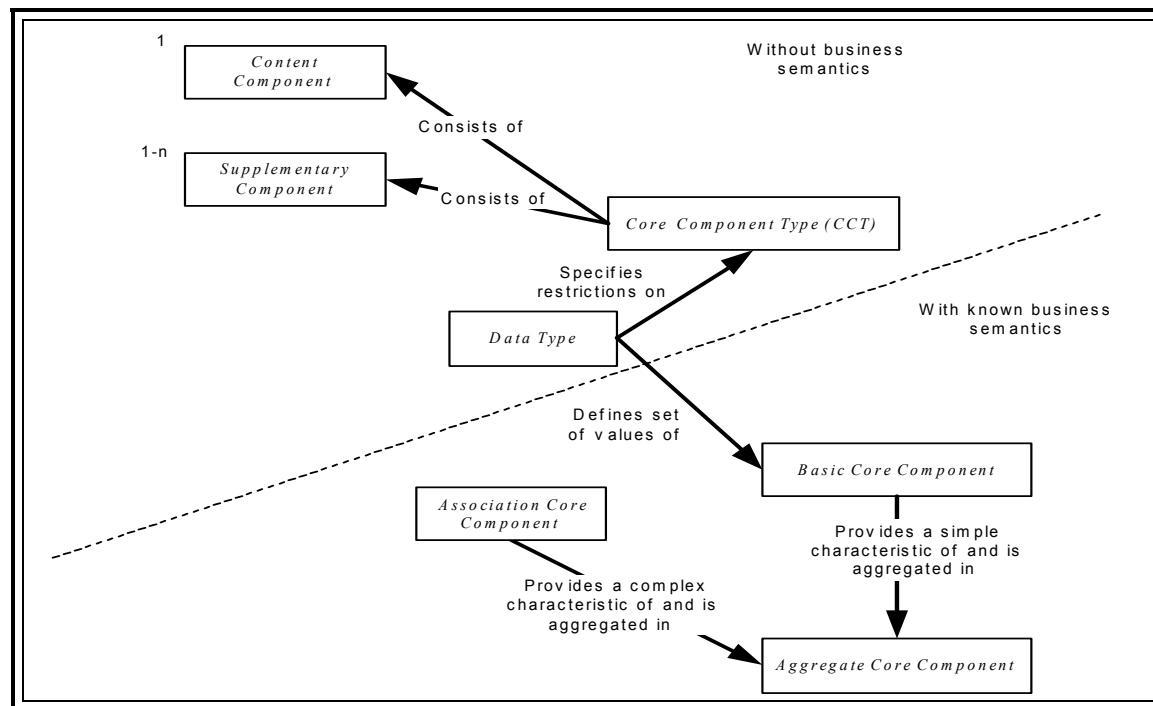 1
Content
Component
Without business
semantics
Consists of
1-n
Supplementary
Component
Consists of
Core Component Type (CCT)
Specifies
restrictions on
With known business
semantics
Data Type
Defines set
of values of
Basic Core Component
Association Core
Component
Provides a simple
characteristic of and is
aggregated in
Provides a complex
characteristic of and is
aggregated in
Aggregate Core Component